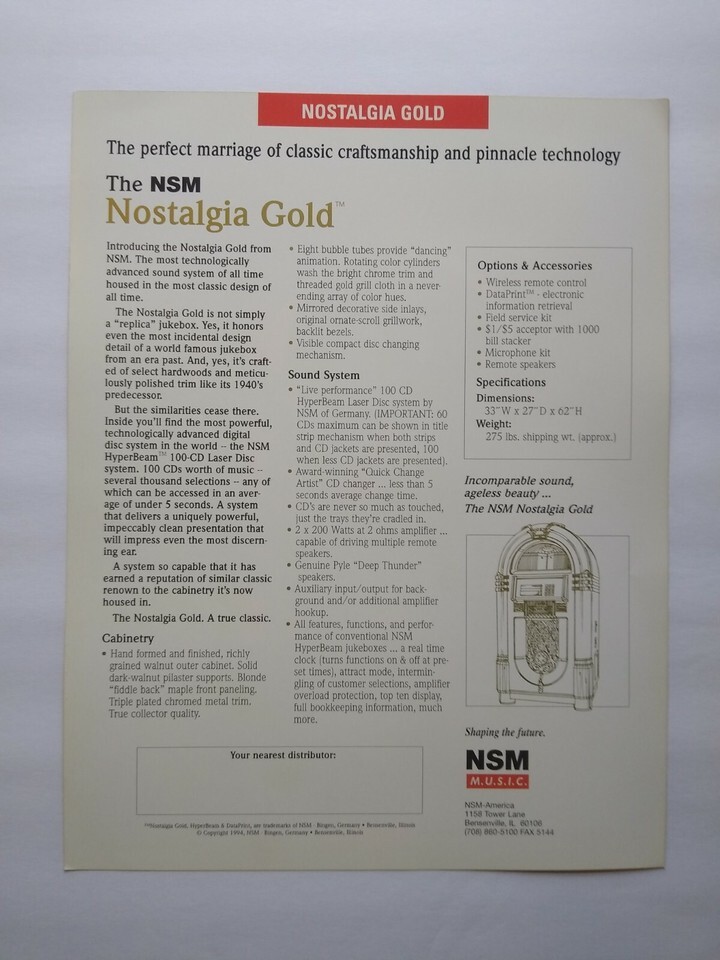 NOSTALGIA GOLD
The perfect marriage of classic craftsmanship and pinnacle technology
The NSM
Nostalgia Gold™
Introducing the Nostalgia Gold from
NSM. The most technologically
advanced sound system of all time
housed in the most classic design of
all time.
The Nostalgia Gold is not simply
a “replica” jukebox. Yes, it honors
even the most incidental design
detail of a world famous jukebox
from an era past. And, yes, it's craft-
ed of select hardwoods and meticu-
lously polished trim like its 1940's
predecessor.
But the similarities cease there.
Inside you'll find the most powerful,
technologically advanced digital
disc system in the world -- the NSM
HyperBeam™ 100-CD Laser Disc
system. 100 CDs worth of music --
several thousand selections -- any of
which can be accessed in an aver-
age of under 5 seconds. A system
that delivers a uniquely powerful,
impeccably clean presentation that
will impress even the most discern-
ing ear.
A system so capable that it has
earned a reputation of similar classic
renown to the cabinetry it's now
housed in.
The Nostalgia Gold. A true classic.
Cabinetry
• Hand formed and finished, richly
grained walnut outer cabinet. Solid
dark-walnut pilaster supports. Blonde
“fiddle back” maple front paneling.
Triple plated chromed metal trim.
True collector quality.
• Eight bubble tubes provide “dancing”
animation. Rotating color cylinders
wash the bright chrome trim and
threaded gold grill cloth in a never-
ending array of color hues.
• Mirrored decorative side inlays,
original ornate-scroll grillwork,
backlit bezels.
• Visible compact disc changing
mechanism.
Sound System
• “Live performance” 100 CD
HyperBeam Laser Disc system by
NSM of Germany. (IMPORTANT: 60
CDs maximum can be shown in title
strip mechanism when both strips
and CD jackets are presented, 100
when less CD jackets are presented).
• Award-winning “Quick Change
Artist” CD changer ... less than 5
seconds average change time.
• CD's are never so much as touched,
just the trays they're cradled in.
• 2 x 200 Watts at 2 ohms amplifier ...
capable of driving multiple remote
speakers.
• Genuine Pyle “Deep Thunder”
speakers.
• Auxiliary input/output for back-
ground and/or additional amplifier
hookup.
• All features, functions, and perfor-
mance of conventional NSM
HyperBeam jukeboxes ... a real time
clock (turns functions on & off at pre-
set times), attract mode, intermin-
gling of customer selections, amplifier
overload protection, top ten display,
full bookkeeping information, much
more.
Options & Accessories
• Wireless remote control
• DataPrint™ - electronic
information retrieval
• Field service kit
• $1/$5 acceptor with 1000
bill stacker
• Microphone kit
• Remote speakers
Specifications
Dimensions:
33"W x 27"D x 62"H
Weight:
275 lbs. shipping wt. (approx.)
Incomparable sound,
ageless beauty ...
The NSM Nostalgia Gold
Shaping the future.
NSM
M.U.S.I.C.
NSM-America
1158 Tower Lane
Bensenville, IL 60106
(708) 860-5100 FAX 5144
Your nearest distributor:
™Nostalgia Gold, HyperBeam & DataPrint, are trademarks of NSM · Bingen, Germany • Bensenville, Illinois
© Copyright 1994, NSM · Bingen, Germany • Bensenville, Illinois